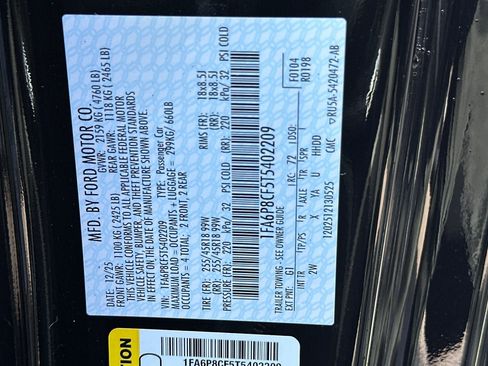 MFD. BY FORD MOTOR CO.
DATE: 12/25 GVWR: 2159 KG (4760 LB)
FRONT GAWR: 1100 KG (2425LB) REAR GAWR: 1118 KG (2465 LB)
THIS VEHICLE CONFORMS TO ALL APPLICABLE FEDERAL MOTOR
VEHICLE SAFETY, BUMPER, AND THEFT PREVENTION STANDARDS
IN EFFECT ON THE DATE OF MANUFACTURE SHOWN ABOVE.
VIN: 1FA6P8CF5T5402209 TYPE: Passenger Car
MAXIMUM LOAD = OCCUPANTS + LUGGAGE = 299KG/ 660LB
OCCUPANTS = 4 TOTAL: 2 FRONT, 2 REAR
TIRE (FR): 255/45R18 99W RIMS (FR): 18x8.5J
TIRE (RR): 255/45R18 99W (RR): 18x8.5J
PRESSURE (FR): 220 kPa/ 32 PSI COLD (RR): 220 kPa/ 32 PSI COLD
1FA6P8CF5T5402209
TRAILER TOWING - SEE OWNER GUIDE F0104
EXT PNT: G1 RC: 72 DSO: R0198
INT TR TP/PS R AXLE TR SPR
2W X YA U HHDD
1202512130525 CMC RU5A-5420472-AB
1FA6P8CF5T5402209